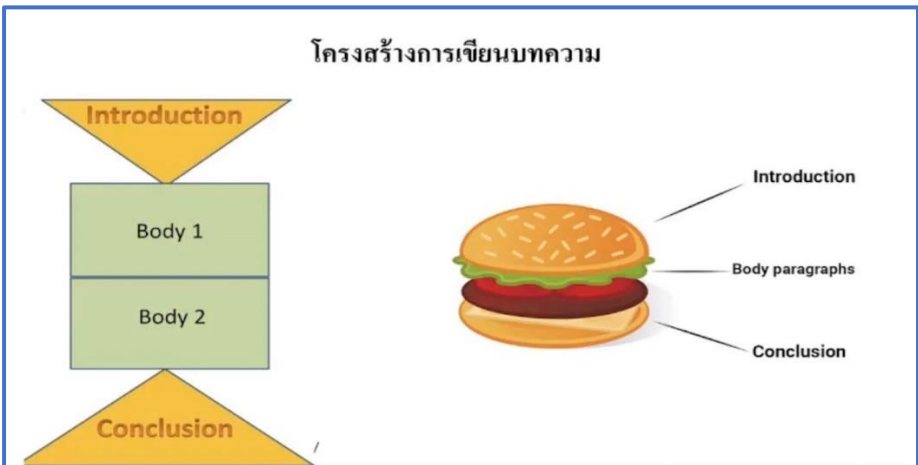 โครงสร้างการเขียนบทความ
Introduction
Body 1
Body 2
Conclusion
/
Introduction
Body paragraphs
Conclusion